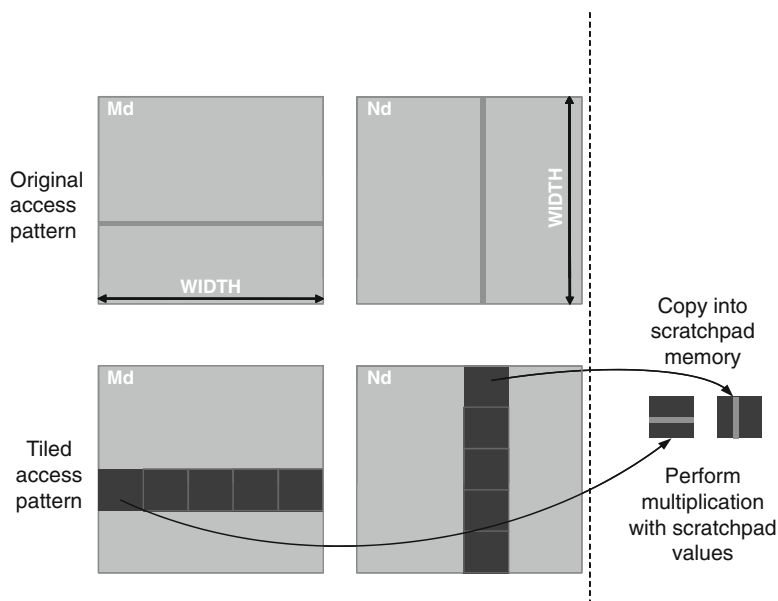 Md
Nd
Original
access
pattern
WIDTH
WIDTH
Copy into
scratchpad
memory
Md
Nd
Tiled
access
pattern
Perform
multiplication
with scratchpad
values